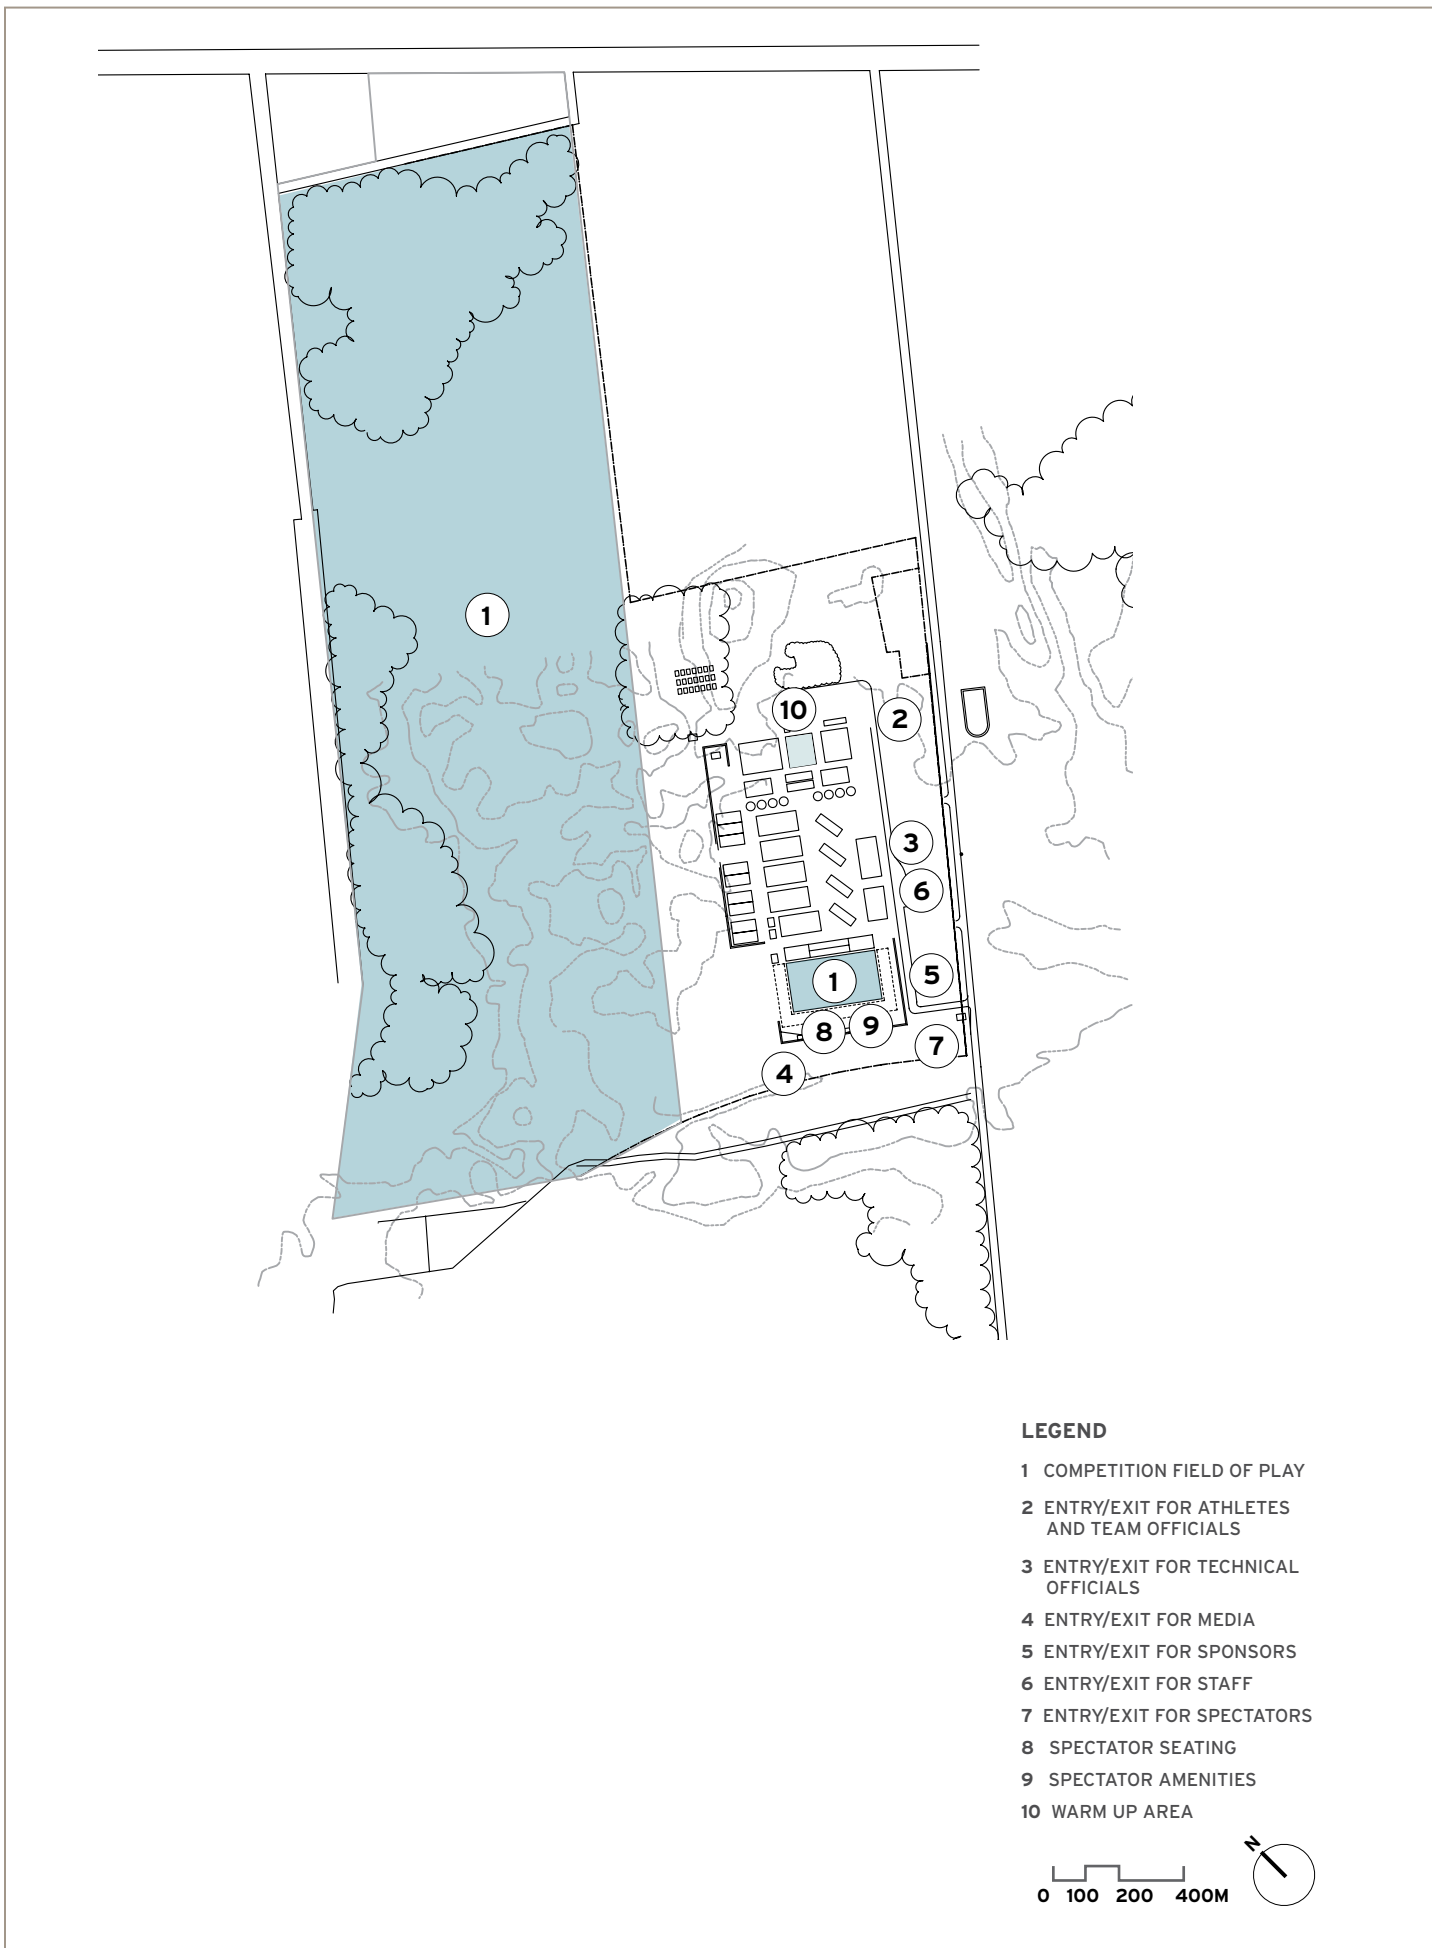 1
10
2
3
6
5
1
8
9
7
4
LEGEND
1 COMPETITION FIELD OF PLAY
2 ENTRY/EXIT FOR ATHLETES
AND TEAM OFFICIALS
3 ENTRY/EXIT FOR TECHNICAL
OFFICIALS
4 ENTRY/EXIT FOR MEDIA
5 ENTRY/EXIT FOR SPONSORS
6 ENTRY/EXIT FOR STAFF
7 ENTRY/EXIT FOR SPECTATORS
8 SPECTATOR SEATING
9 SPECTATOR AMENITIES
10 WARM UP AREA
N
0 100 200 400M